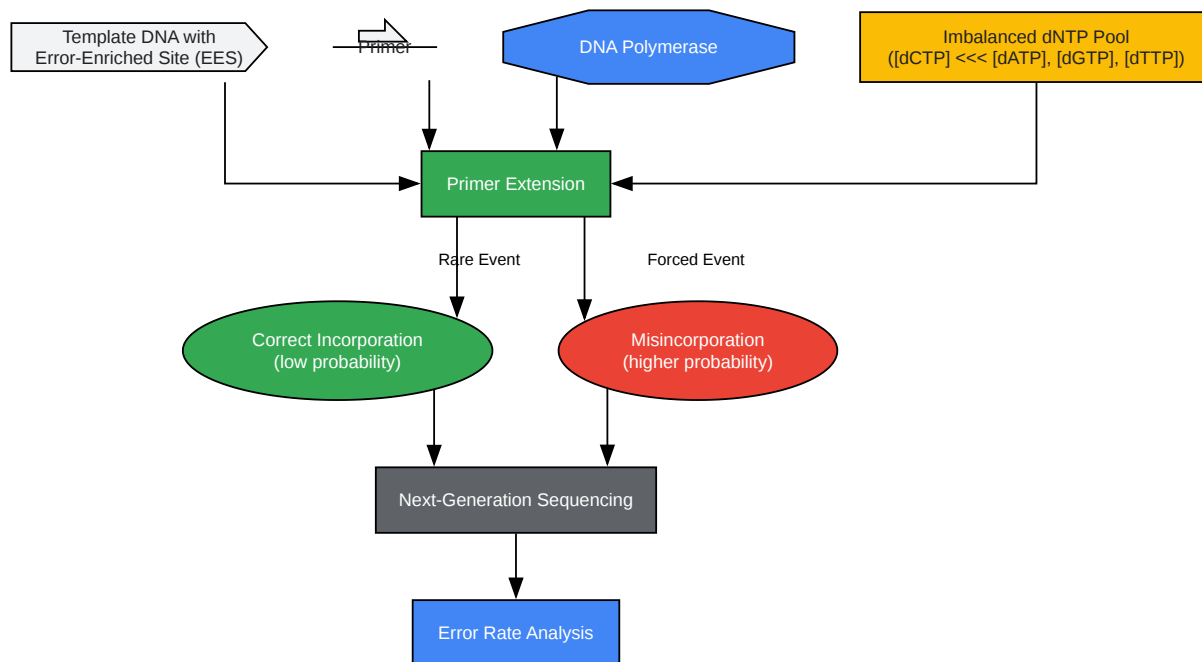 Template DNA with
Error-Enriched Site (EES)
Primer
DNA Polymerase
Imbalanced dNTP Pool
([dCTP] <<< [dATP], [dGTP], [dTTP])
Primer Extension
Rare Event
Forced Event
Correct Incorporation
(low probability)
Misincorporation
(higher probability)
Next-Generation Sequencing
Error Rate Analysis